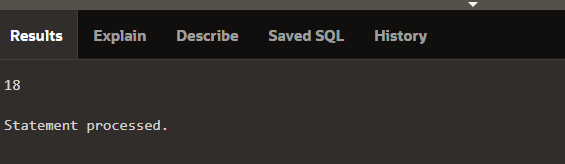 Results Explain Describe Saved SQL History
18
Statement processed.